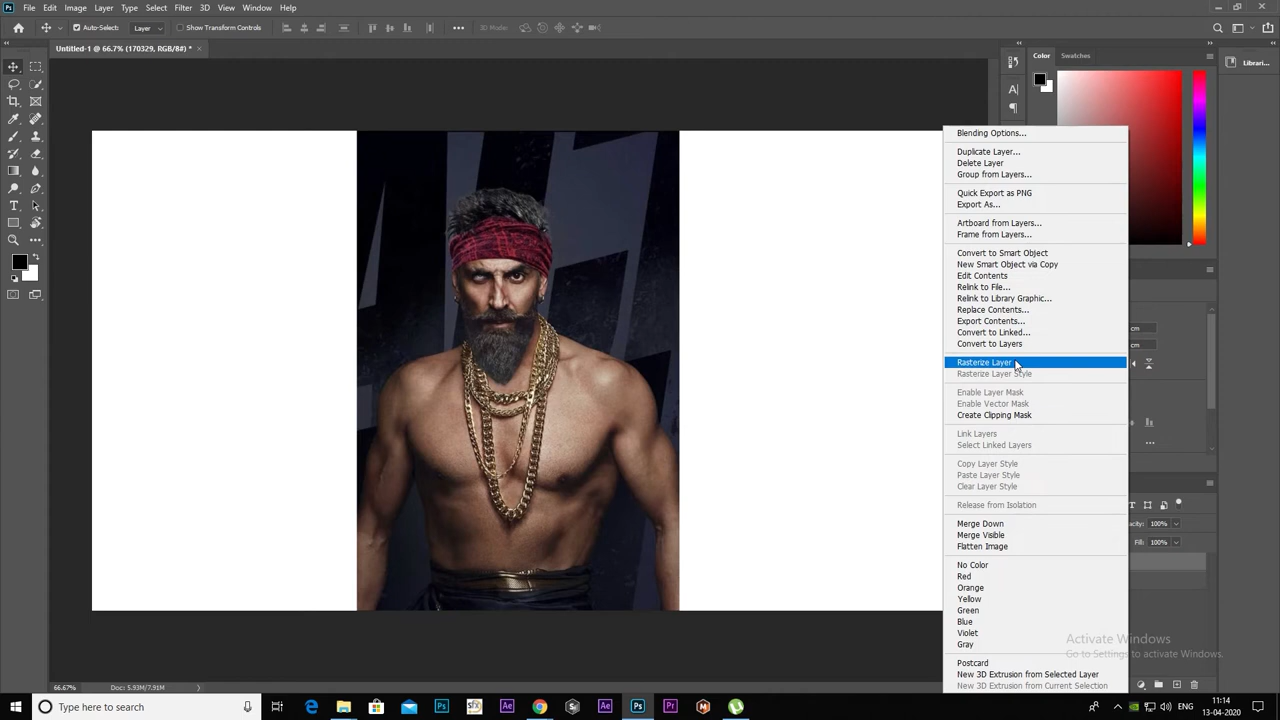 Ps File Edit Image Layer Type Select Filter 3D View Window Help
Auto-Select: Layer Show Transform Controls 3D Mode:
Untitled-1 @ 66.7% (170329, RGB/8#) * ×
Color Swatches Librari...
Blending Options...
Duplicate Layer...
Delete Layer
Group from Layers...
Quick Export as PNG
Export As...
Artboard from Layers...
Frame from Layers...
Convert to Smart Object
New Smart Object via Copy
Edit Contents
Relink to File...
Relink to Library Graphic...
Replace Contents...
Export Contents...
Convert to Linked...
Convert to Layers
Rasterize Layer
Rasterize Layer Style
Enable Layer Mask
Enable Vector Mask
Create Clipping Mask
Link Layers
Select Linked Layers
Copy Layer Style
Paste Layer Style
Clear Layer Style
Release from Isolation
Merge Down
Merge Visible
Flatten Image
No Color
Red
Orange
Yellow
Green
Blue
Violet
Gray
Postcard
New 3D Extrusion from Selected Layer
New 3D Extrusion from Current Selection
cm
cm
acity: 100%
Fill: 100%
Activate Windows
Go to Settings to activate Windows.
66.67% Doc: 5.93M/7.91M
Type here to search
Ae Ps Ae Ps Pr
ENG
11:14
13-04-2020